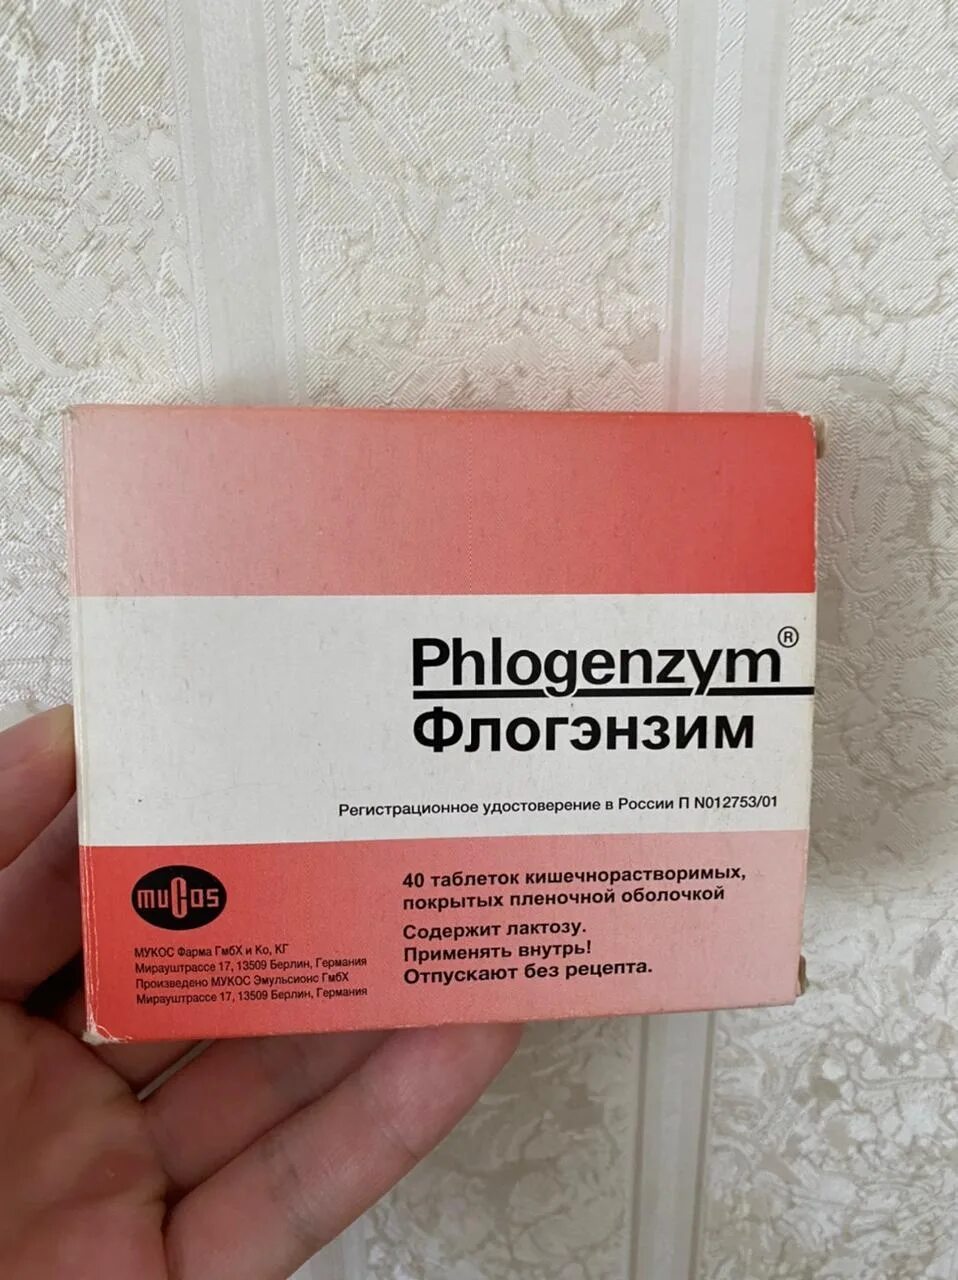 Phlogenzym®
Флогэнзим
Регистрационное удостоверение в России П N012753/01
mucos
МУКОС Фарма ГмбХ и Ко, КГ
Мирауштрассе 17, 13509 Берлин, Германия
Произведено МУКОС Эмульсионс ГмбХ
Мирауштрассе 17, 13509 Берлин, Германия
40 таблеток кишечнорастворимых,
покрытых пленочной оболочкой
Содержит лактозу.
Применять внутрь!
Отпускают без рецепта.